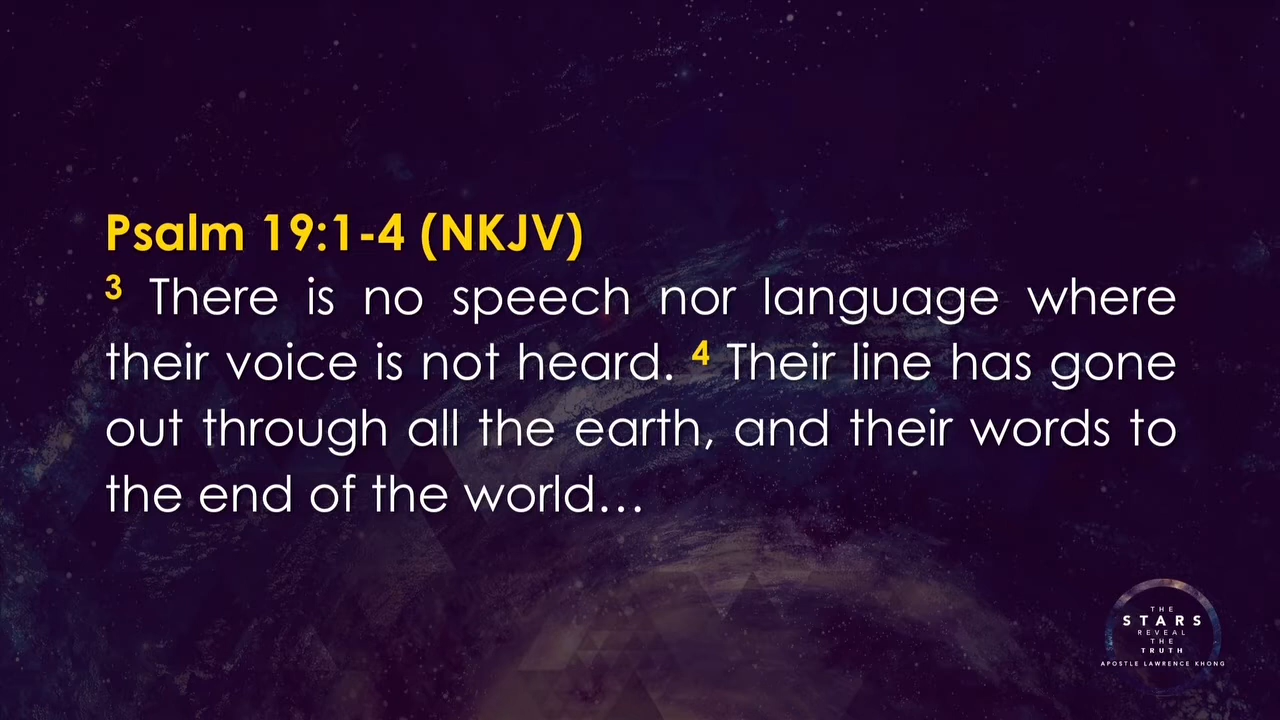 Psalm 19:1-4 (NKJV)
3 There is no speech nor language where
their voice is not heard. 4 Their line has gone
out through all the earth, and their words to
the end of the world…
THE
STARS
REVEAL
THE
TRUTH
APOSTLE LAWRENCE KHONG